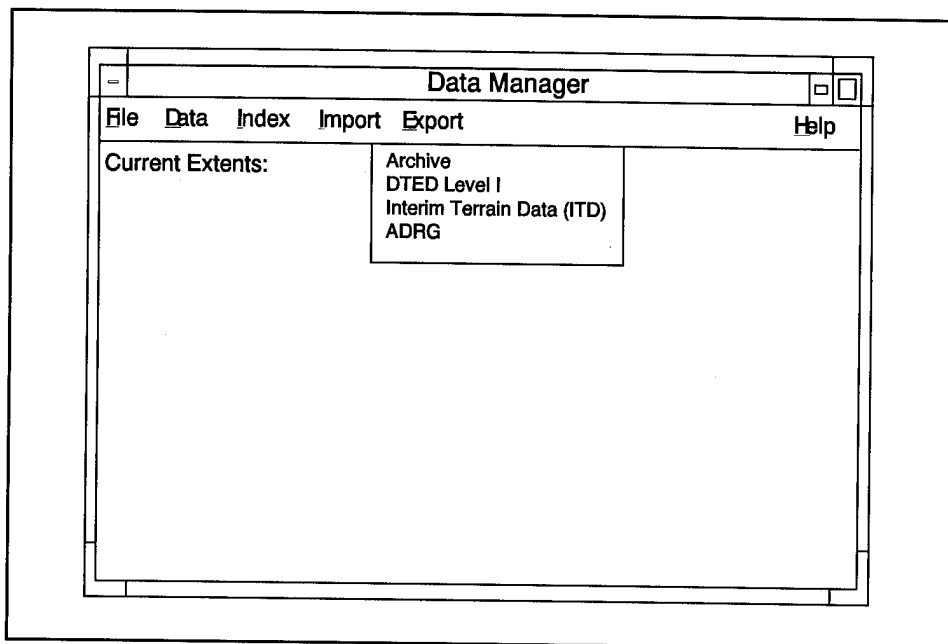 Data Manager
File Data Index Import Export Help
Current Extents:
Archive
DTED Level I
Interim Terrain Data (ITD)
ADRG